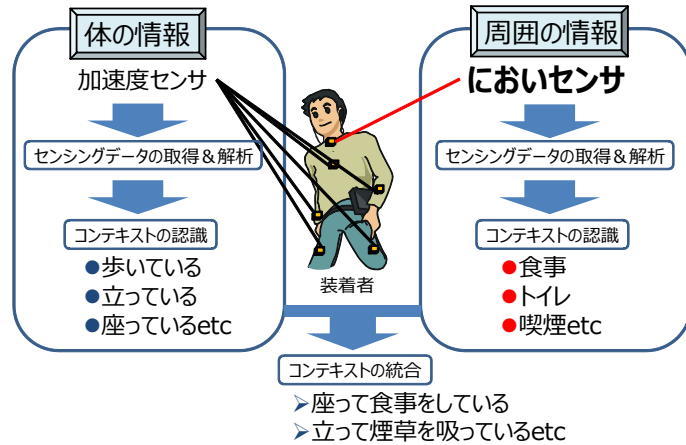 体の情報
加速度センサ
センシングデータの取得＆解析
コンテキストの認識
●歩いている
●立っている
●座っているetc
周囲の情報
においセンサ
センシングデータの取得＆解析
コンテキストの認識
●食事
●トイレ
●喫煙etc
装着者
コンテキストの統合
➢座って食事をしている
➢立って煙草を吸っているetc